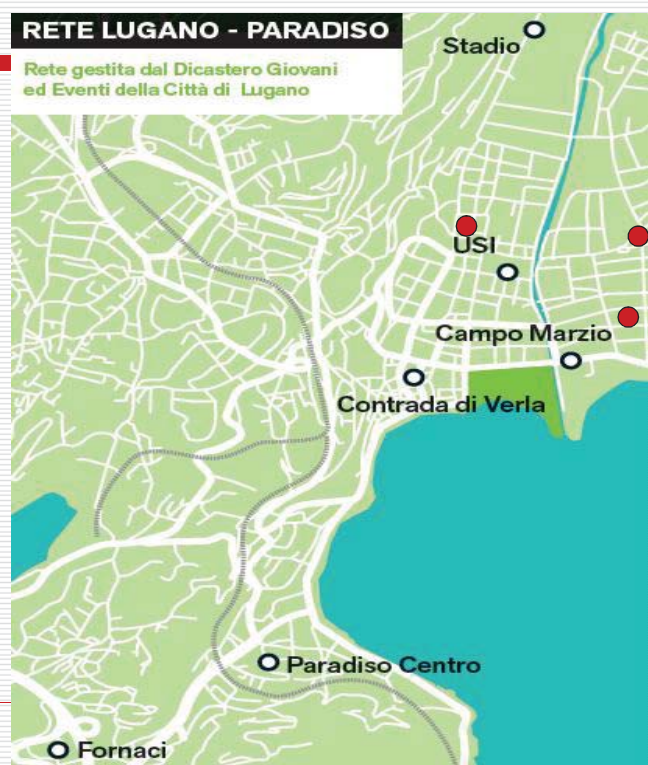 RETE LUGANO - PARADISO
Rete gestita dal Dicastero Giovani
ed Eventi della Città di Lugano
Stadio
USI
Campo Marzio
Contrada di Verla
Paradiso Centro
Fornaci